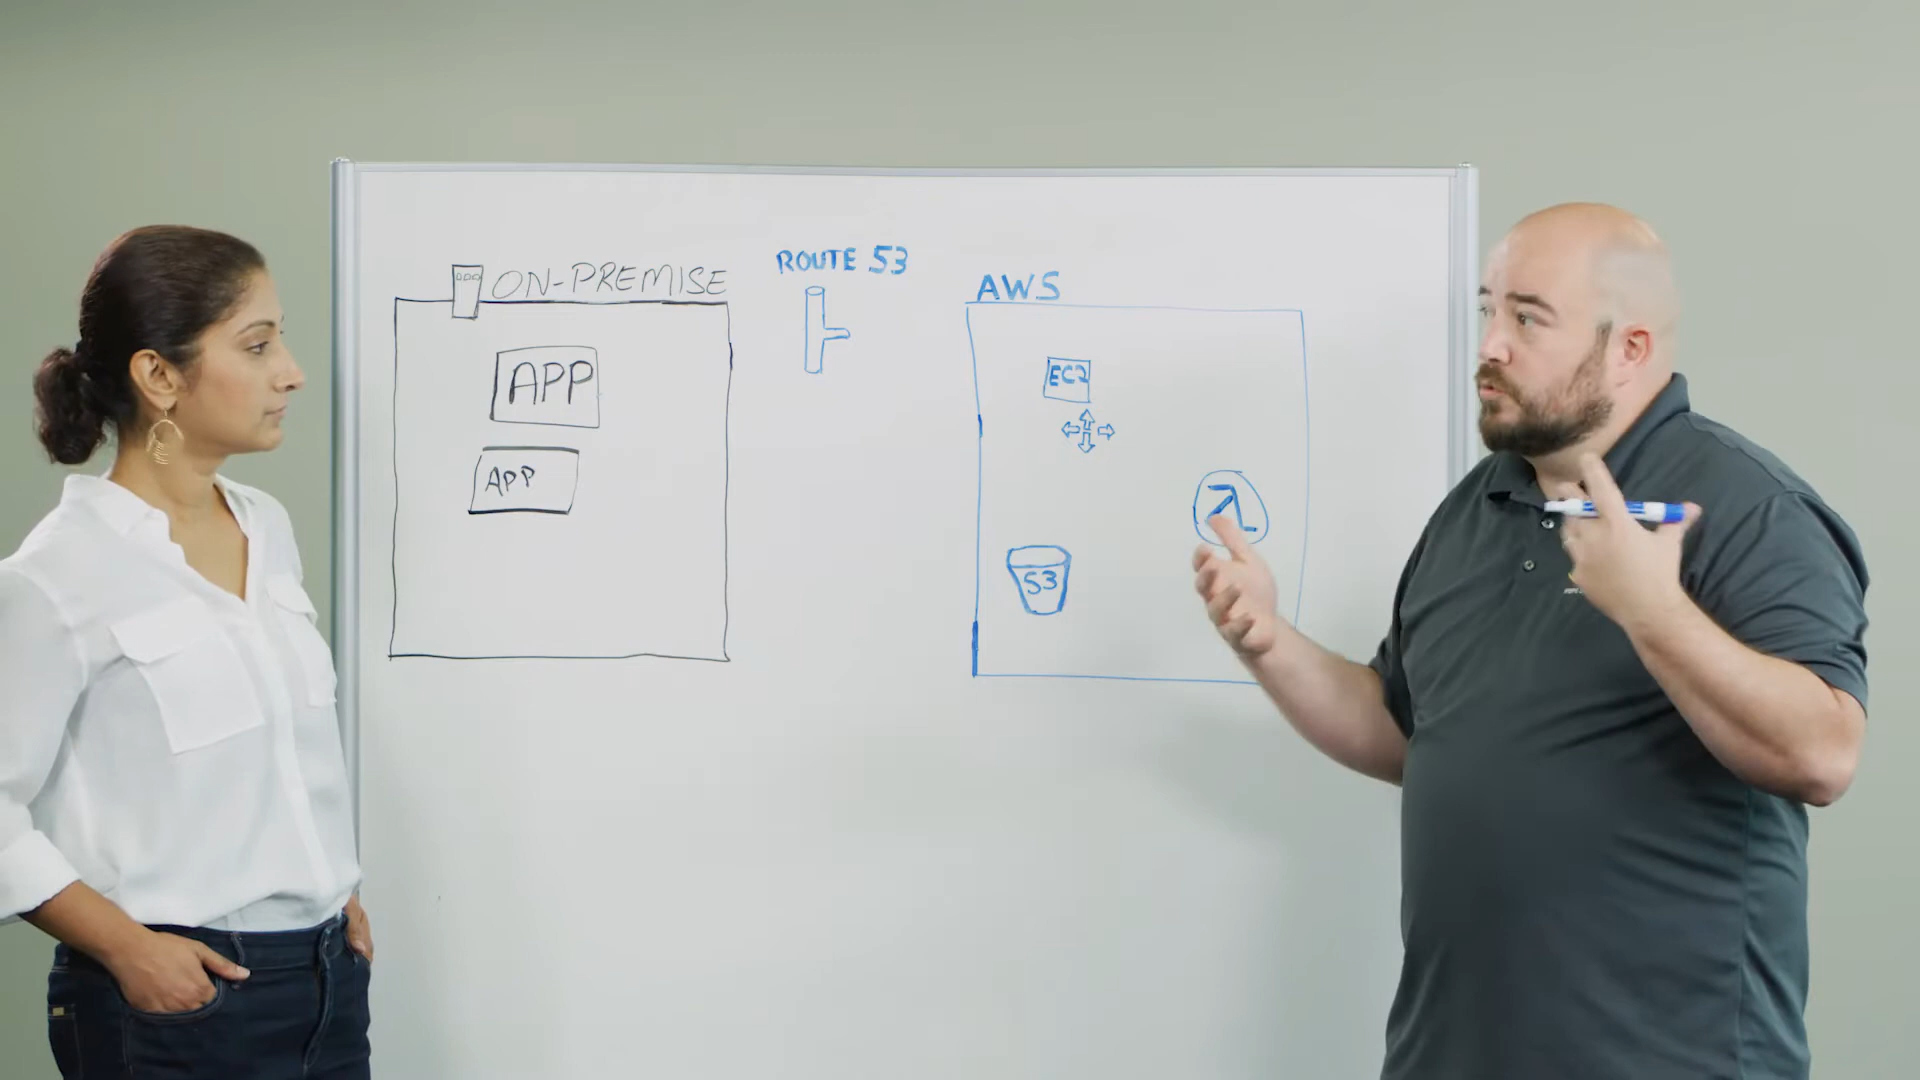 ON-PREMISE
APP
APP
ROUTE 53
AWS
EC2
λ
S3